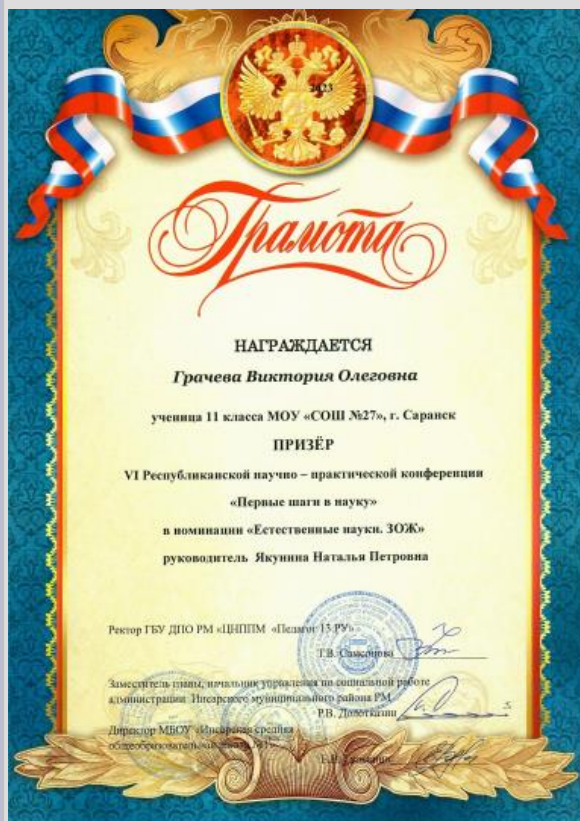 2023
Грамота
НАГРАЖДАЕТСЯ
Грачева Виктория Олеговна
ученица 11 класса МОУ «СОШ №27», г. Саранск
ПРИЗЁР
VI Республиканской научно – практической конференции
«Первые шаги в науку»
в номинации «Естественные науки. ЗОЖ»
руководитель Якунина Наталья Петровна
Ректор ГБУ ДПО РМ «ЦНППМ «Педагог 13.РУ»
Т.В. Самсонова
Заместитель главы, начальник управления по социальной работе
администрации Инсарского муниципального района РМ
Р.В. Долотказин
Директор МБОУ «Инсарская средняя
общеобразовательная школа №1»